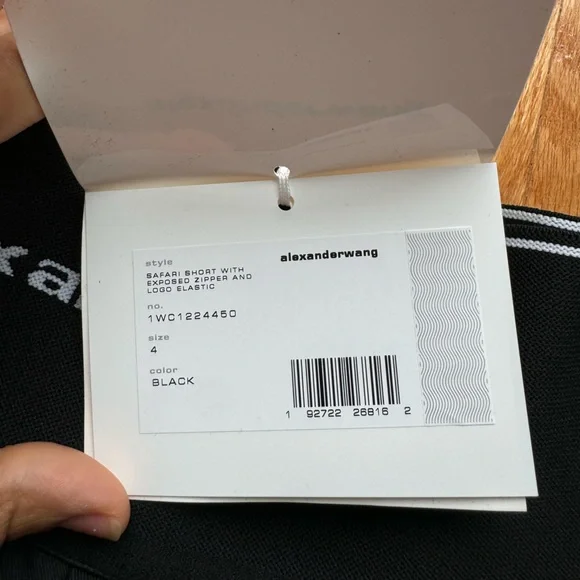 style
SAFARI SHORT WITH
EXPOSED ZIPPER AND
LOGO ELASTIC
no.
1WC1224460
size
4
color
BLACK
alexanderwang
1 92722 26816 2